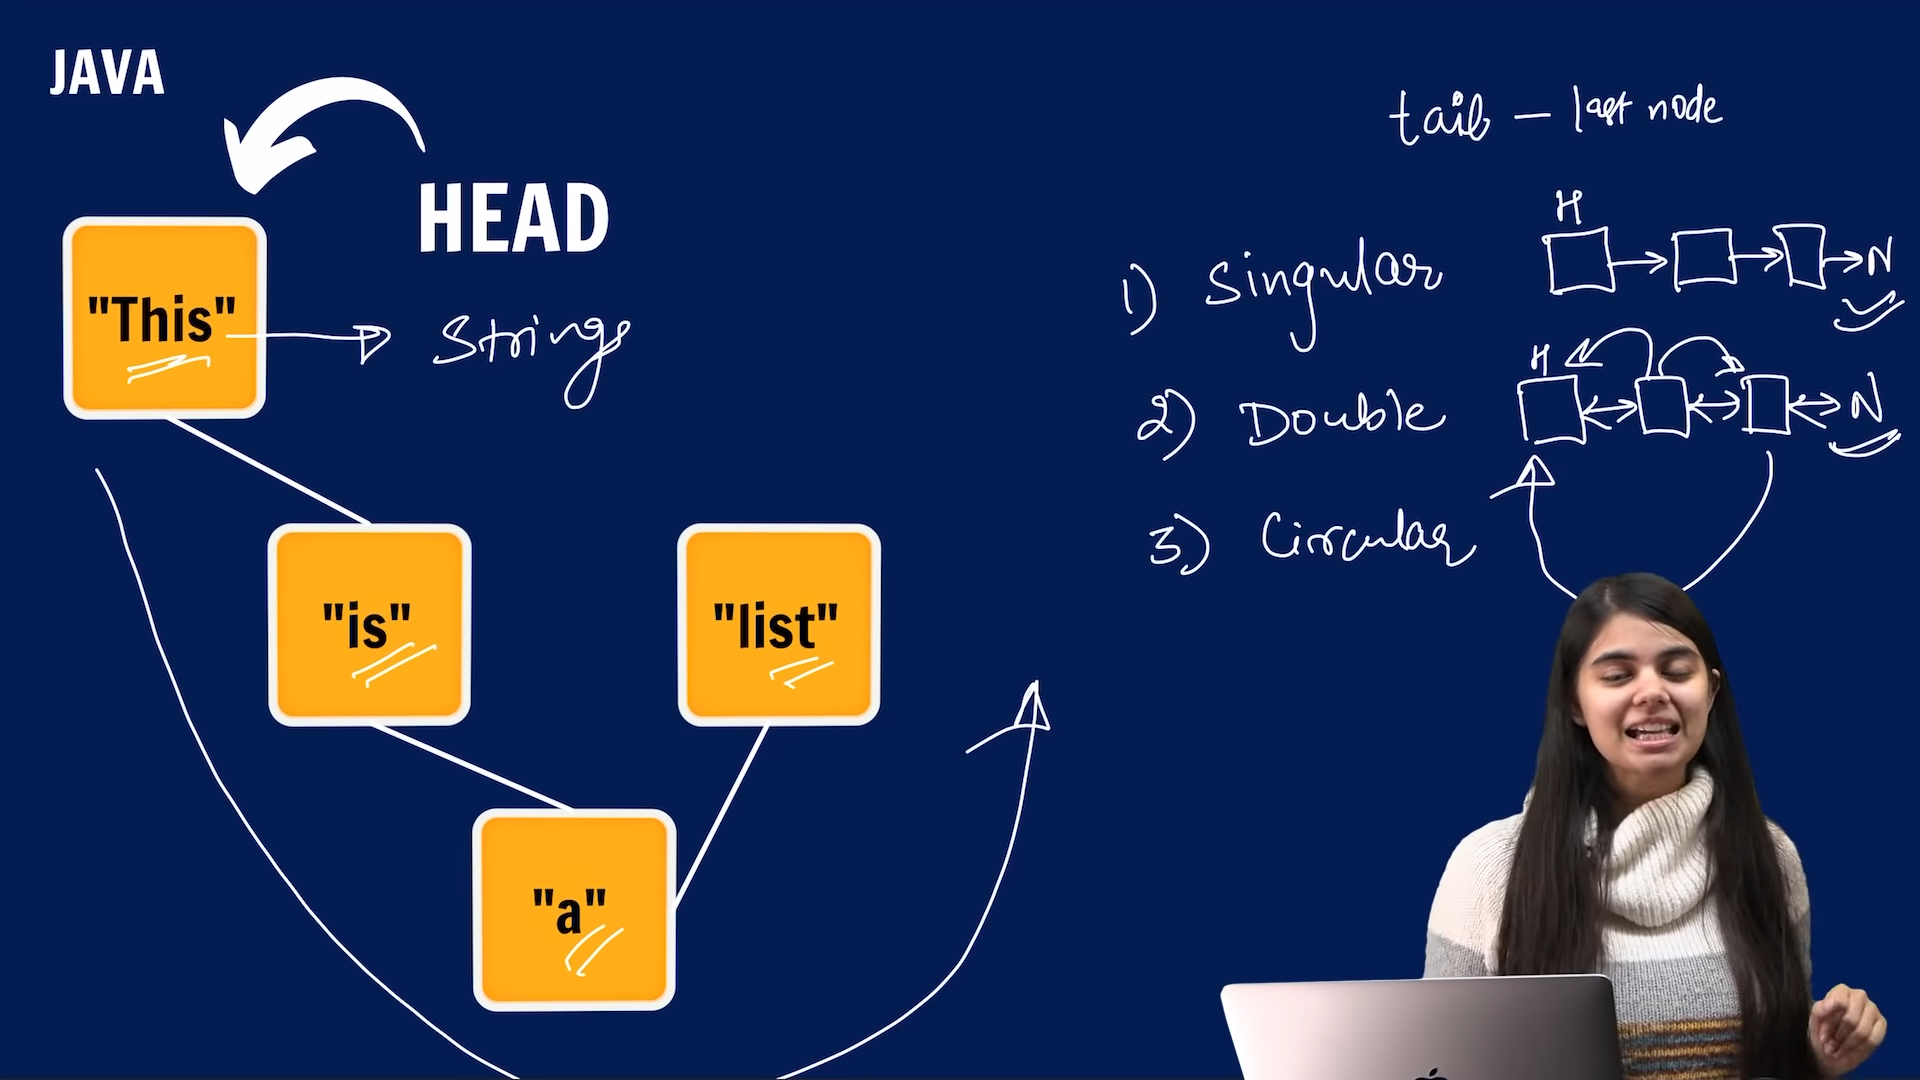 JAVA
HEAD
"This"
Strings
"is"
"list"
"a"
tail – last node
1) Singular
H
N
2) Double
H
N
3) Circular